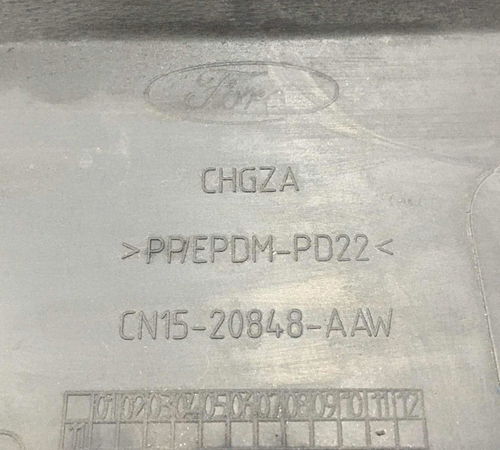 Ford
CHGZA
>PP/EPDM-PD22<
CN15-20848-AAW
01 02 03 04 05 06 07 08 09 10 11 12
11